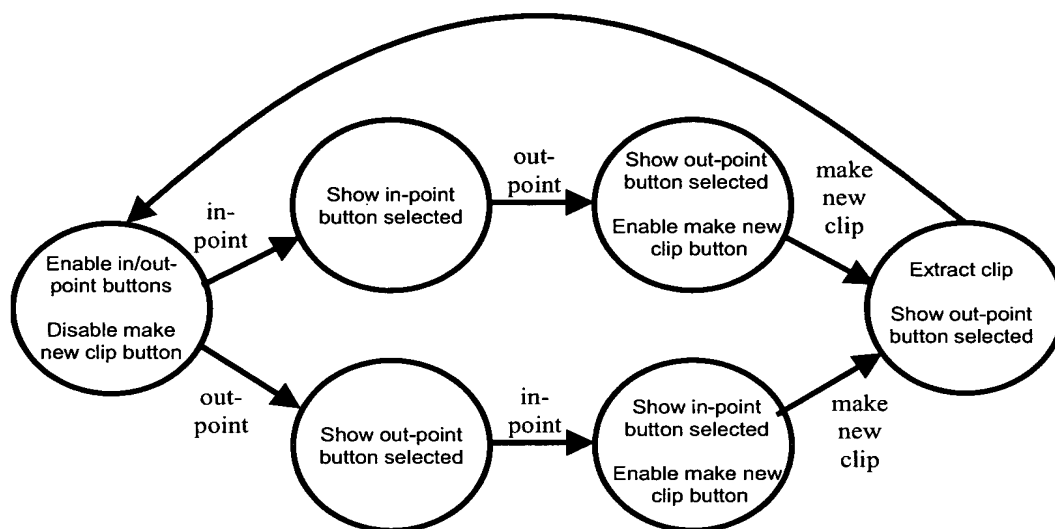 in-
point
Enable in/out-
point buttons
Disable make
new clip button
out-
point
Show in-point
button selected
out-
point
Show out-point
button selected
Enable make new
clip button
make
new
clip
Show out-point
button selected
in-
point
Show in-point
button selected
Enable make new
clip button
make
new
clip
Extract clip
Show out-point
button selected